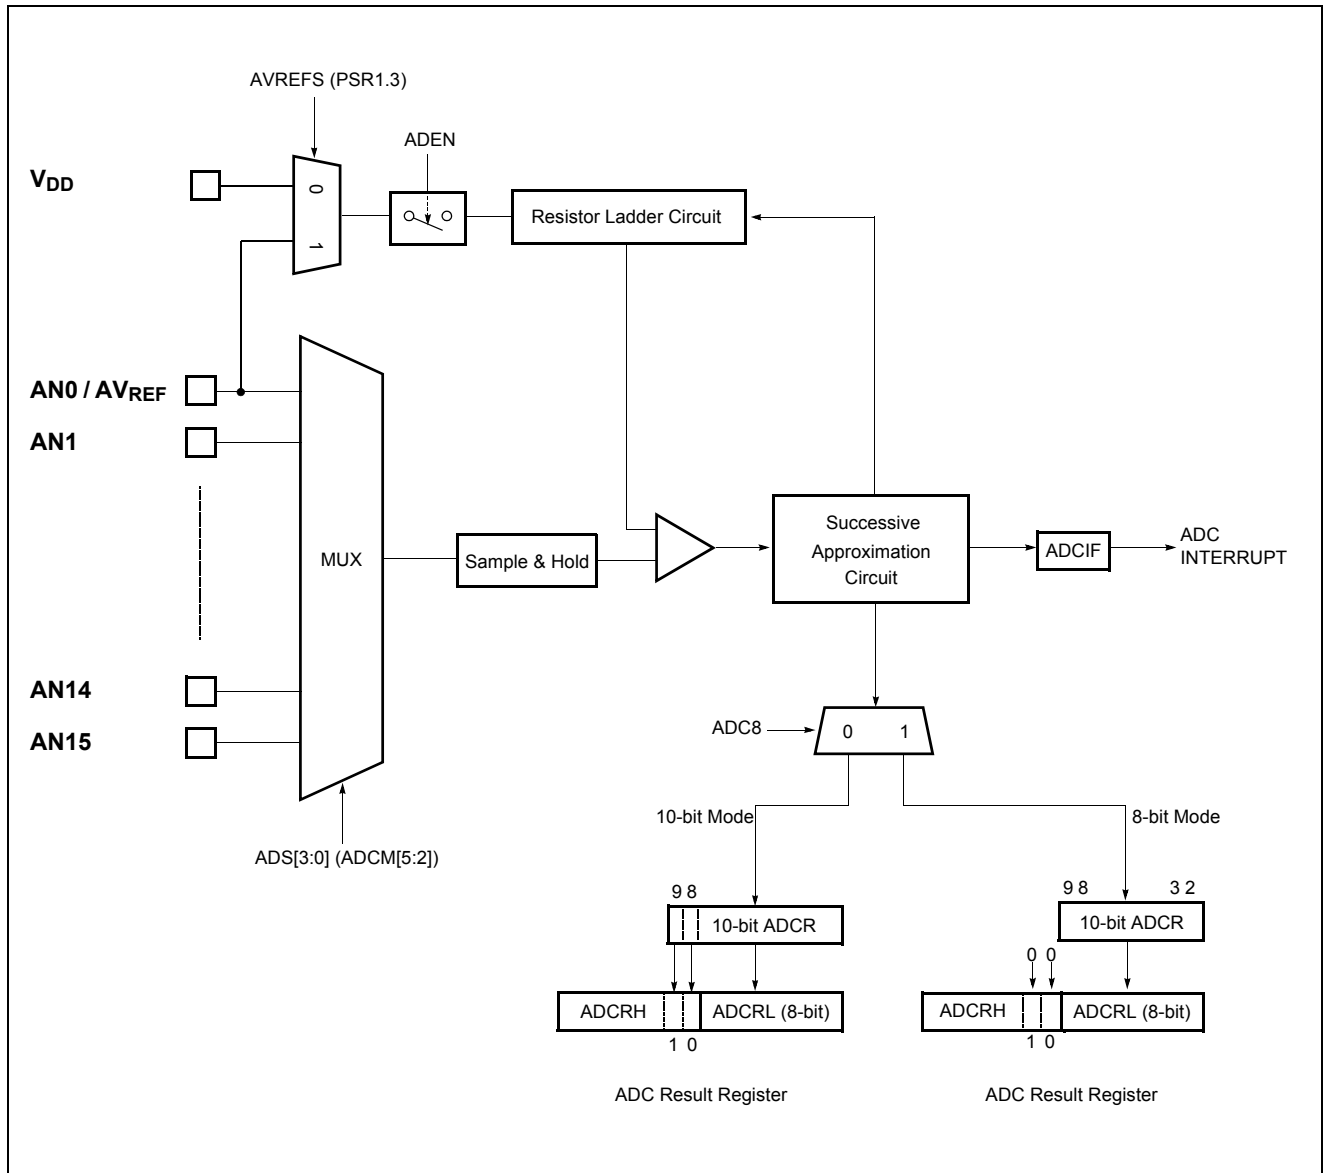 AVREFS (PSR1.3)
ADEN
VDD
0
1
Resistor Ladder Circuit
AN0 / AVREF
AN1
MUX
Sample & Hold
Successive
Approximation
Circuit
ADCIF
ADC
INTERRUPT
AN14
AN15
ADC8
0 1
ADS[3:0] (ADCM[5:2])
10-bit Mode
8-bit Mode
9 8
10-bit ADCR
9 8 3 2
10-bit ADCR
0 0
ADCRH
ADCRL (8-bit)
1 0
ADCRH
ADCRL (8-bit)
1 0
ADC Result Register
ADC Result Register